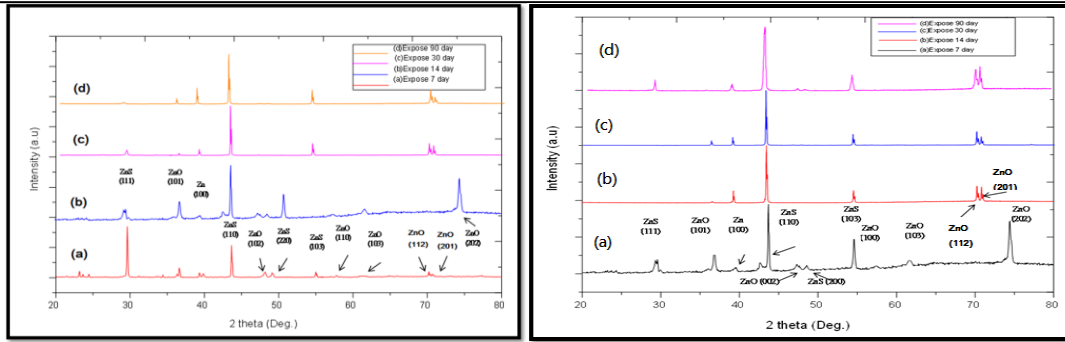 (d)Expose 90 day
(c)Expose 30 day
(b)Expose 14 day
(a)Expose 7 day
(d)
(c)
ZnS
(111)
ZnO
(101)
Zn
(100)
(b)
ZnS
(110)
ZnO
(102)
ZnS
(220)
ZnS
(103)
ZnO
(110)
ZnO
(103)
ZnO
(112)
ZnO
(201)
ZnO
(202)
(a)
Intensity (a.u)
20 30 40 50 60 70 80
2 theta (Deg.)
(d)Expose 90 day
(c)Expose 30 day
(b)Expose 14 day
(a)Expose 7 day
(d)
(c)
(b)
ZnO
(201)
ZnS
(111)
ZnO
(101)
Zn
(100)
ZnS
(110)
ZnS
(103)
ZnO
(100)
ZnO
(103)
ZnO
(112)
ZnO
(202)
(a)
ZnO (002)
ZnS (200)
Intensity (a.u)
20 30 40 50 60 70 80
2 theta (Deg.)